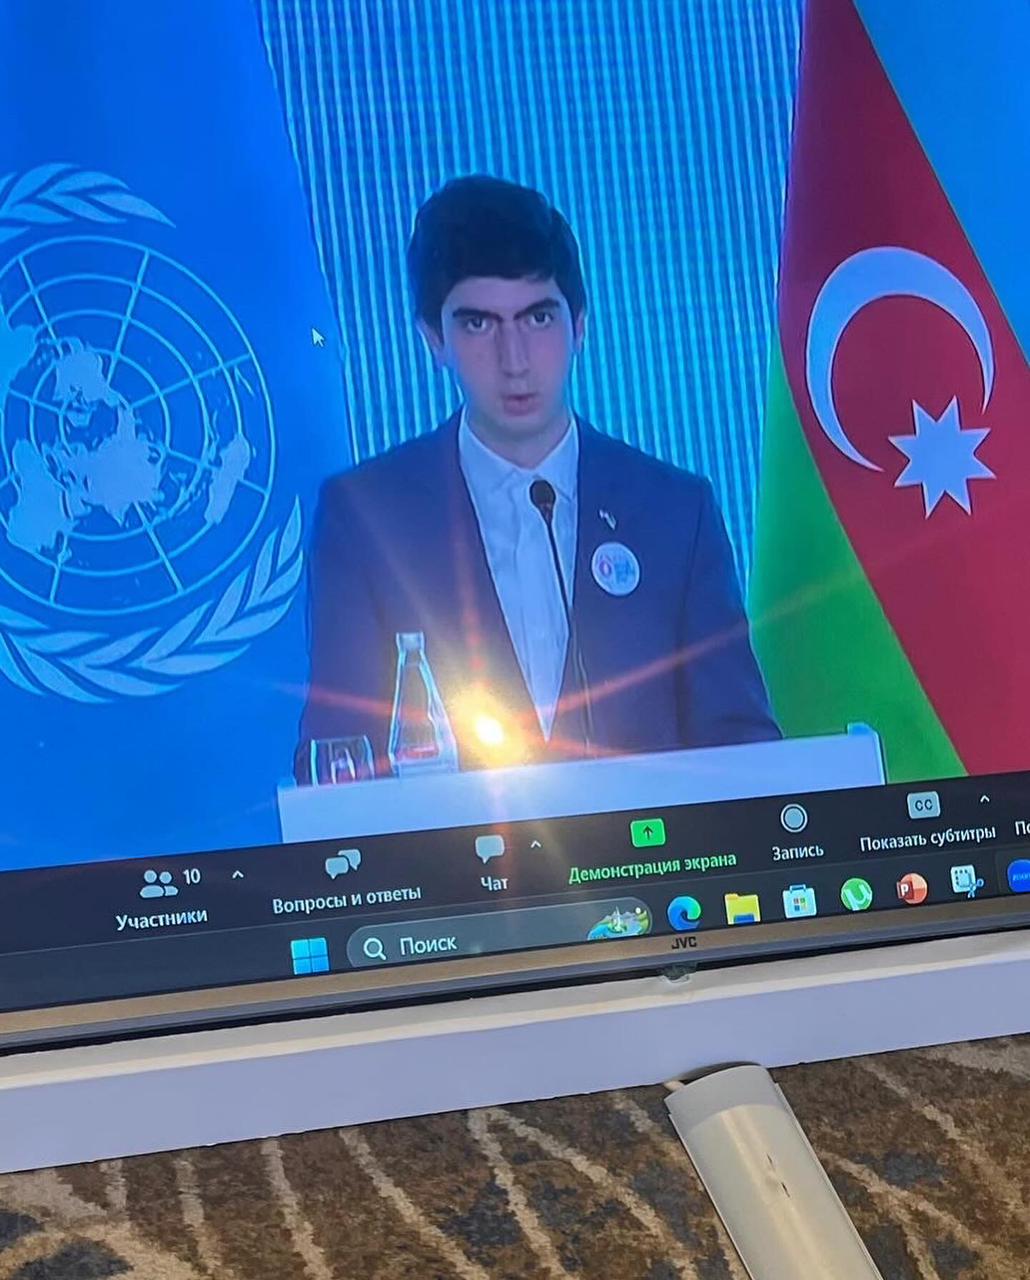 10
CC
Участники
Вопросы и ответы
Чат
Демонстрация экрана
Запись
Показать субтитры
Поиск
P
JVC